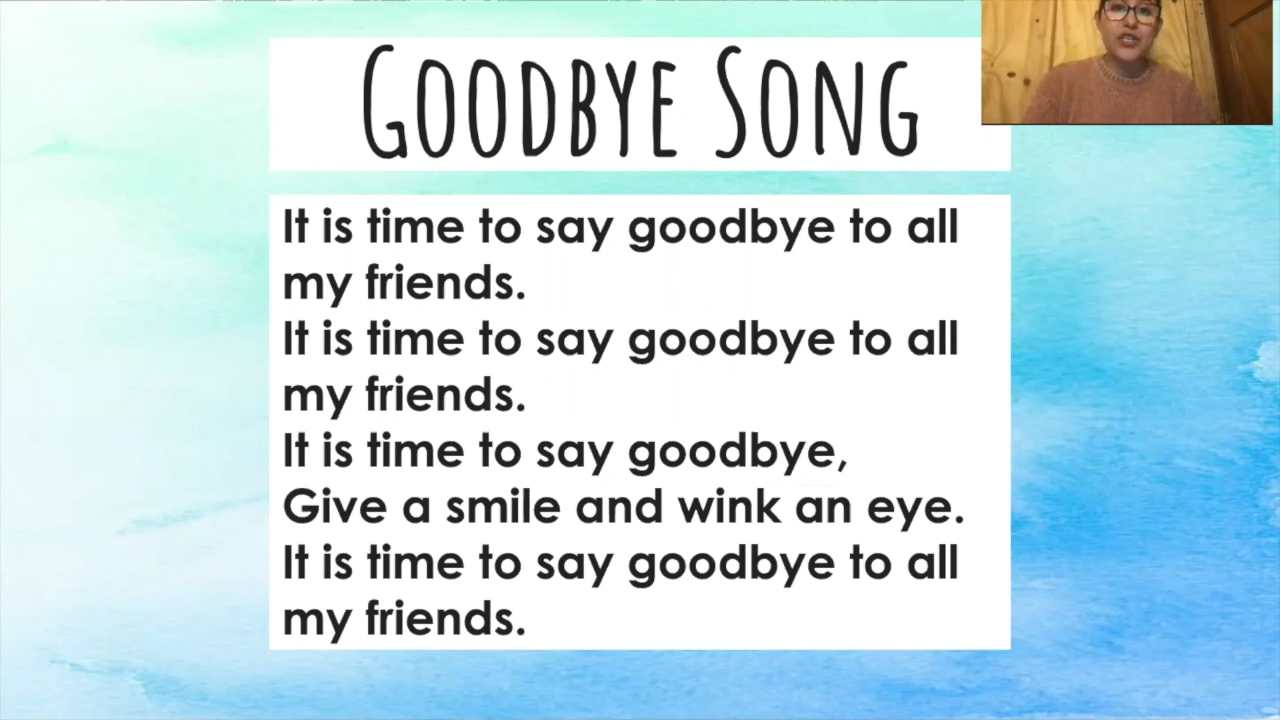 GOODBYE SONG
It is time to say goodbye to all
my friends.
It is time to say goodbye to all
my friends.
It is time to say goodbye,
Give a smile and wink an eye.
It is time to say goodbye to all
my friends.